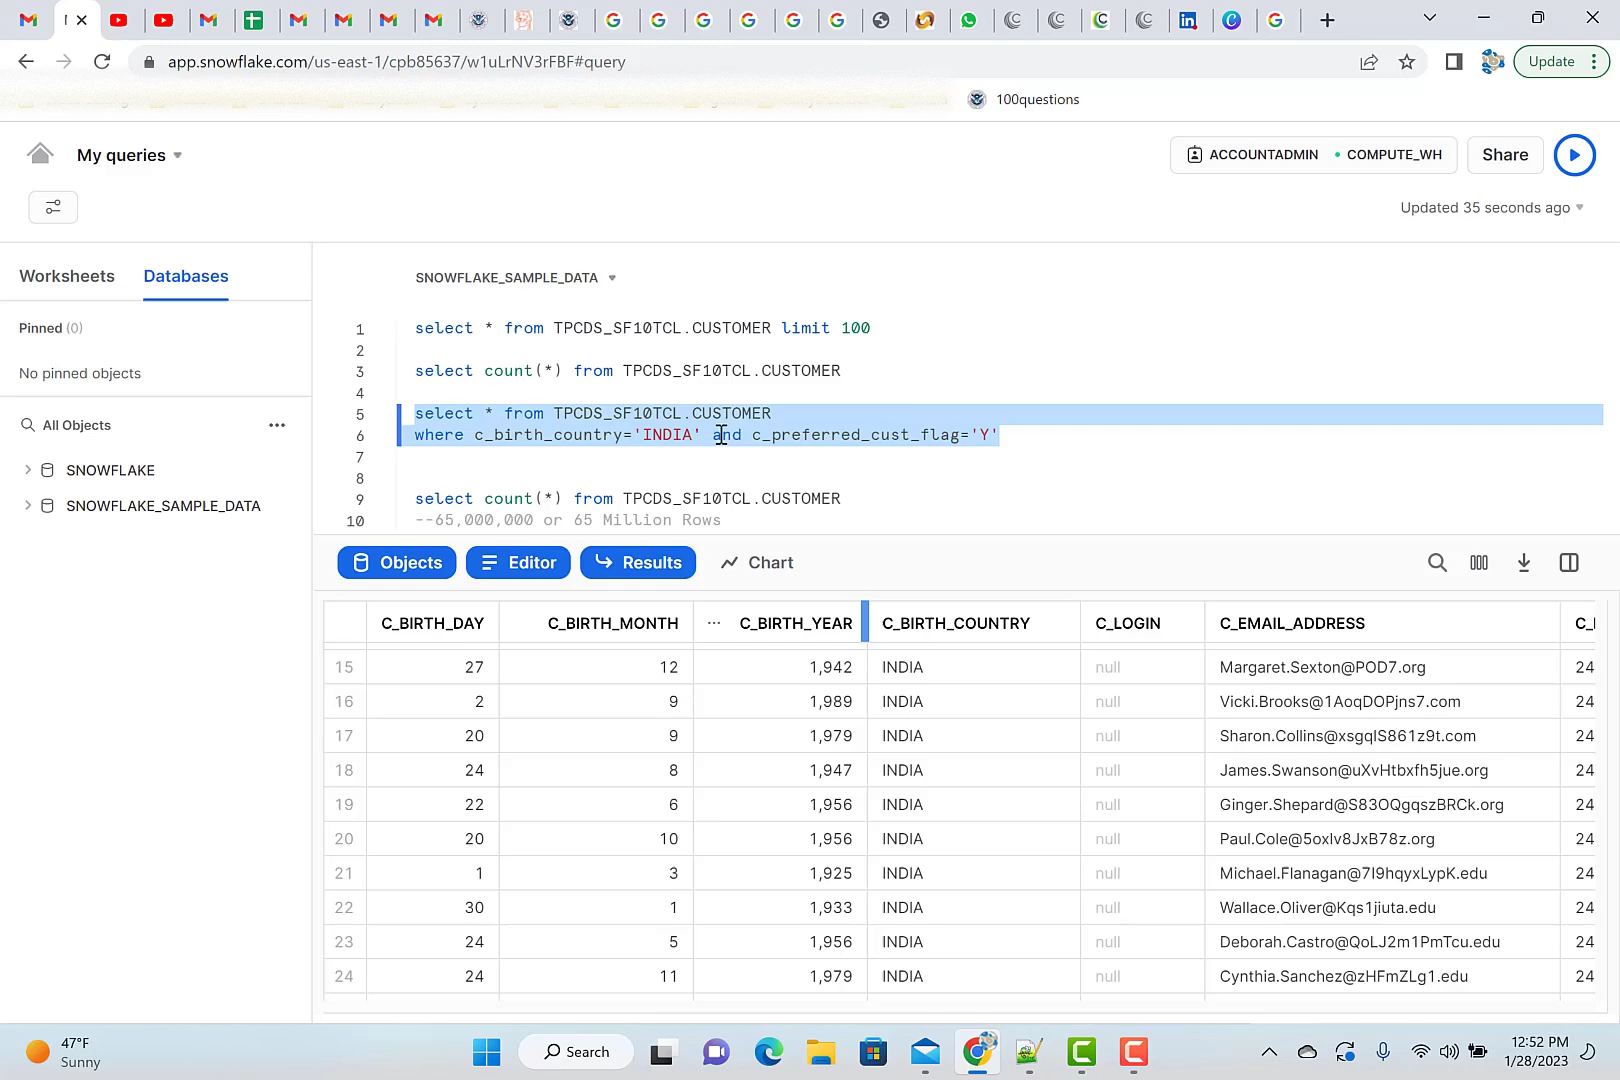 app.snowflake.com/us-east-1/cpb85637/w1uLrNV3rFBF#query
Update
100questions
My queries
ACCOUNTADMIN
COMPUTE_WH
Share
Updated 35 seconds ago
Worksheets
Databases
SNOWFLAKE_SAMPLE_DATA
Pinned (0)
No pinned objects
All Objects
SNOWFLAKE
SNOWFLAKE_SAMPLE_DATA
1 select * from TPCDS_SF10TCL.CUSTOMER limit 100
2
3 select count(*) from TPCDS_SF10TCL.CUSTOMER
4
5 select * from TPCDS_SF10TCL.CUSTOMER
6 where c_birth_country='INDIA' and c_preferred_cust_flag='Y'
7
8
9 select count(*) from TPCDS_SF10TCL.CUSTOMER
10 --65,000,000 or 65 Million Rows
Objects Editor Results Chart
C_BIRTH_DAY C_BIRTH_MONTH ... C_BIRTH_YEAR C_BIRTH_COUNTRY C_LOGIN C_EMAIL_ADDRESS
15 27 12 1,942 INDIA null Margaret.Sexton@POD7.org 24
16 2 9 1,989 INDIA null Vicki.Brooks@1AoqDOPjns7.com 24
17 20 9 1,979 INDIA null Sharon.Collins@xsgqIS861z9t.com 24
18 24 8 1,947 INDIA null James.Swanson@uXvHtbxfh5jue.org 24
19 22 6 1,956 INDIA null Ginger.Shepard@S83OQgqszBRCk.org 24
20 20 10 1,956 INDIA null Paul.Cole@5oxlv8JxB78z.org 24
21 1 3 1,925 INDIA null Michael.Flanagan@7I9hqyxLypK.edu 24
22 30 1 1,933 INDIA null Wallace.Oliver@Kqs1jiuta.edu 24
23 24 5 1,956 INDIA null Deborah.Castro@QoLJ2m1PmTcu.edu 24
24 24 11 1,979 INDIA null Cynthia.Sanchez@zHFmZLg1.edu 24
47°F
Sunny
Search
12:52 PM
1/28/2023